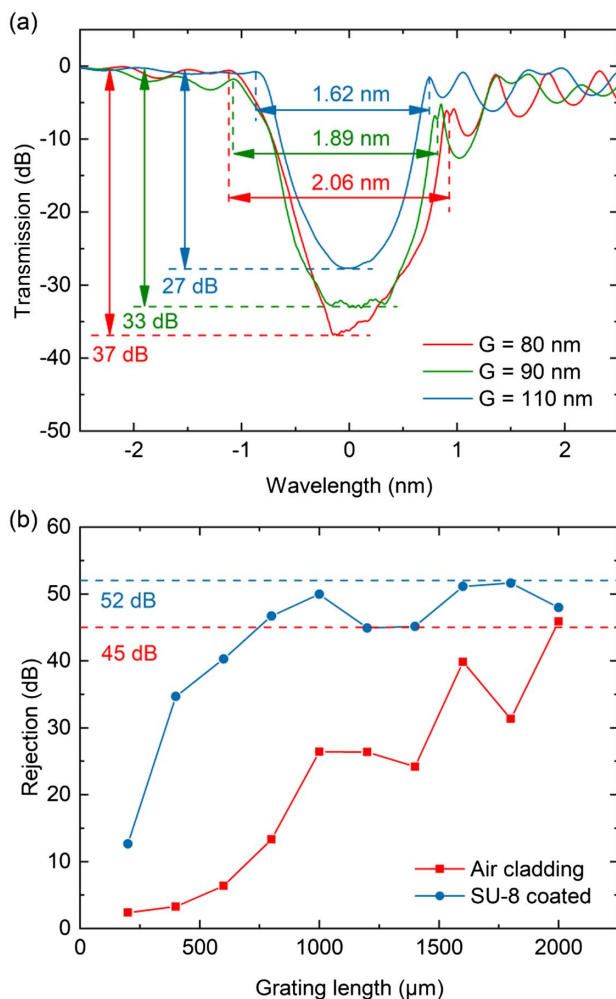 (a)
0
-10
-20
-30
-40
-50
Transmission (dB)
1.62 nm
1.89 nm
2.06 nm
27 dB
33 dB
37 dB
G = 80 nm
G = 90 nm
G = 110 nm
-2
-1
0
1
2
Wavelength (nm)
(b)
60
50
40
30
20
10
0
Rejection (dB)
52 dB
45 dB
Air cladding
SU-8 coated
0
500
1000
1500
2000
Grating length (µm)